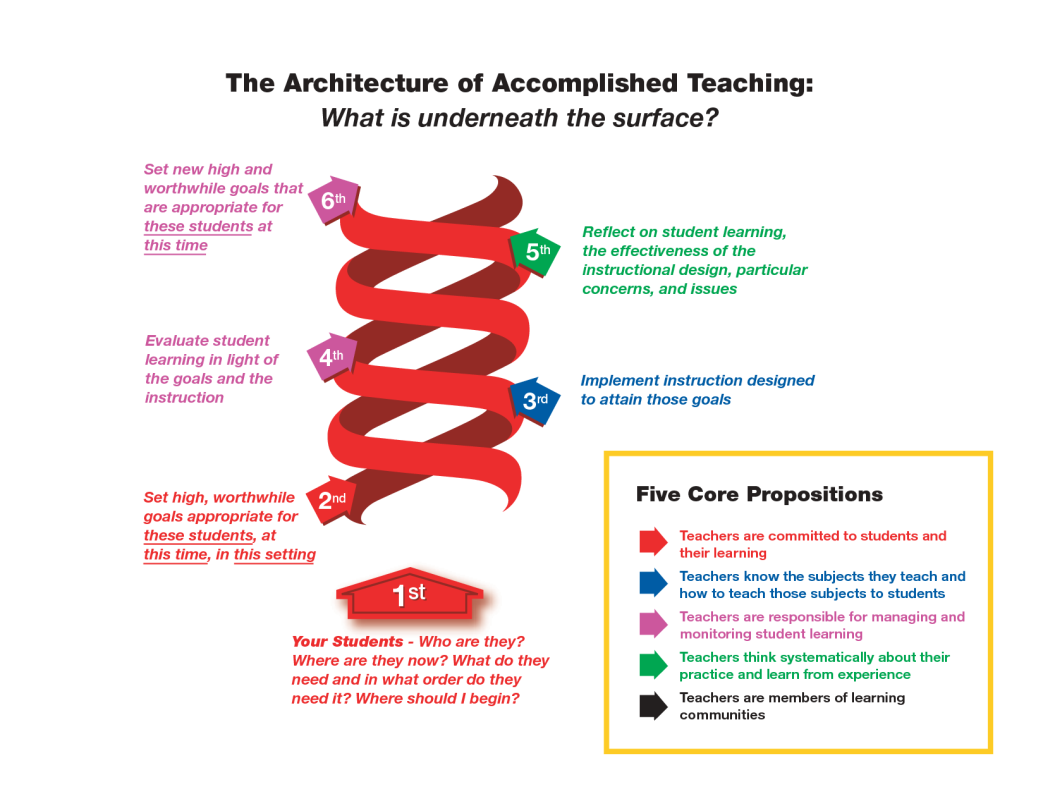 The Architecture of Accomplished Teaching:
What is underneath the surface?
Set new high and
worthwhile goals that
are appropriate for
these students at
this time
6th
5th
Reflect on student learning,
the effectiveness of the
instructional design, particular
concerns, and issues
Evaluate student
learning in light of
the goals and the
instruction
4th
3rd
Implement instruction designed
to attain those goals
Set high, worthwhile
goals appropriate for
these students, at
this time, in this setting
2nd
1st
Your Students - Who are they?
Where are they now? What do they
need and in what order do they
need it? Where should I begin?
Five Core Propositions
Teachers are committed to students and
their learning
Teachers know the subjects they teach and
how to teach those subjects to students
Teachers are responsible for managing and
monitoring student learning
Teachers think systematically about their
practice and learn from experience
Teachers are members of learning
communities